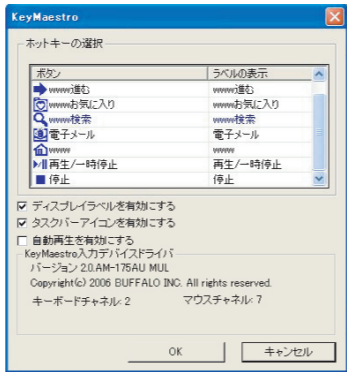 KeyMaestro
ホットキーの選択
ボタン ラベルの表示
www進む www進む
wwwお気に入り wwwお気に入り
www検索 www検索
電子メール 電子メール
www www
再生/一時停止 再生/一時停止
停止 停止
ディスプレイラベルを有効にする
タスクバーアイコンを有効にする
自動再生を有効にする
KeyMaestro入力デバイスドライバ
バージョン 2.0.AM-175AU MUL
Copyright(c) 2006 BUFFALO INC. All rights reserved.
キーボードチャネル: 2 マウスチャネル: 7
OK キャンセル